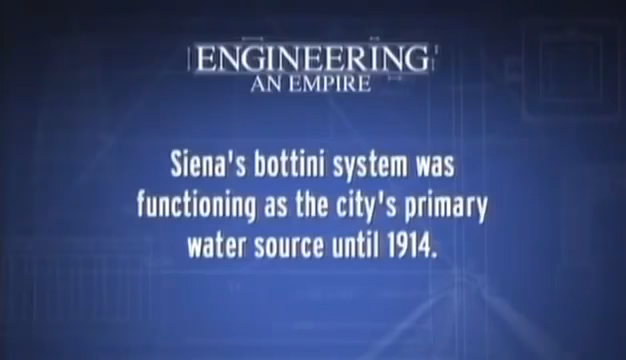 ENGINEERING
AN EMPIRE
Siena's bottini system was
functioning as the city's primary
water source until 1914.